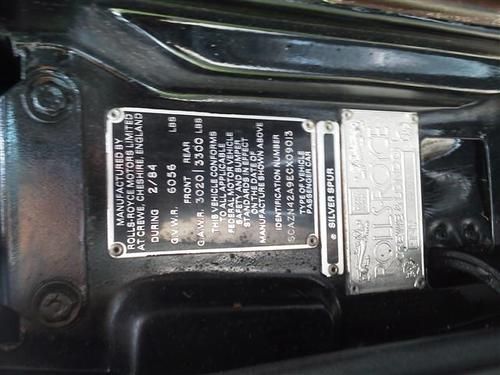 MANUFACTURED BY
ROLLS-ROYCE MOTORS LIMITED
AT CREWE, CHESHIRE, ENGLAND
DURING 2/84
G.V.W.R. 6056 LBS
FRONT REAR
G.A.W.R. 3020 3300 LBS
THIS VEHICLE CONFORMS
TO ALL APPLICABLE
FEDERAL MOTOR VEHICLE
SAFETY AND BUMPER
STANDARDS IN EFFECT
ON THE DATE OF
MANUFACTURE SHOWN ABOVE
IDENTIFICATION NUMBER
SCAZN42A9ECX09013
TYPE OF VEHICLE
PASSENGER CAR
SILVER SPUR
ROLLS-ROYCE